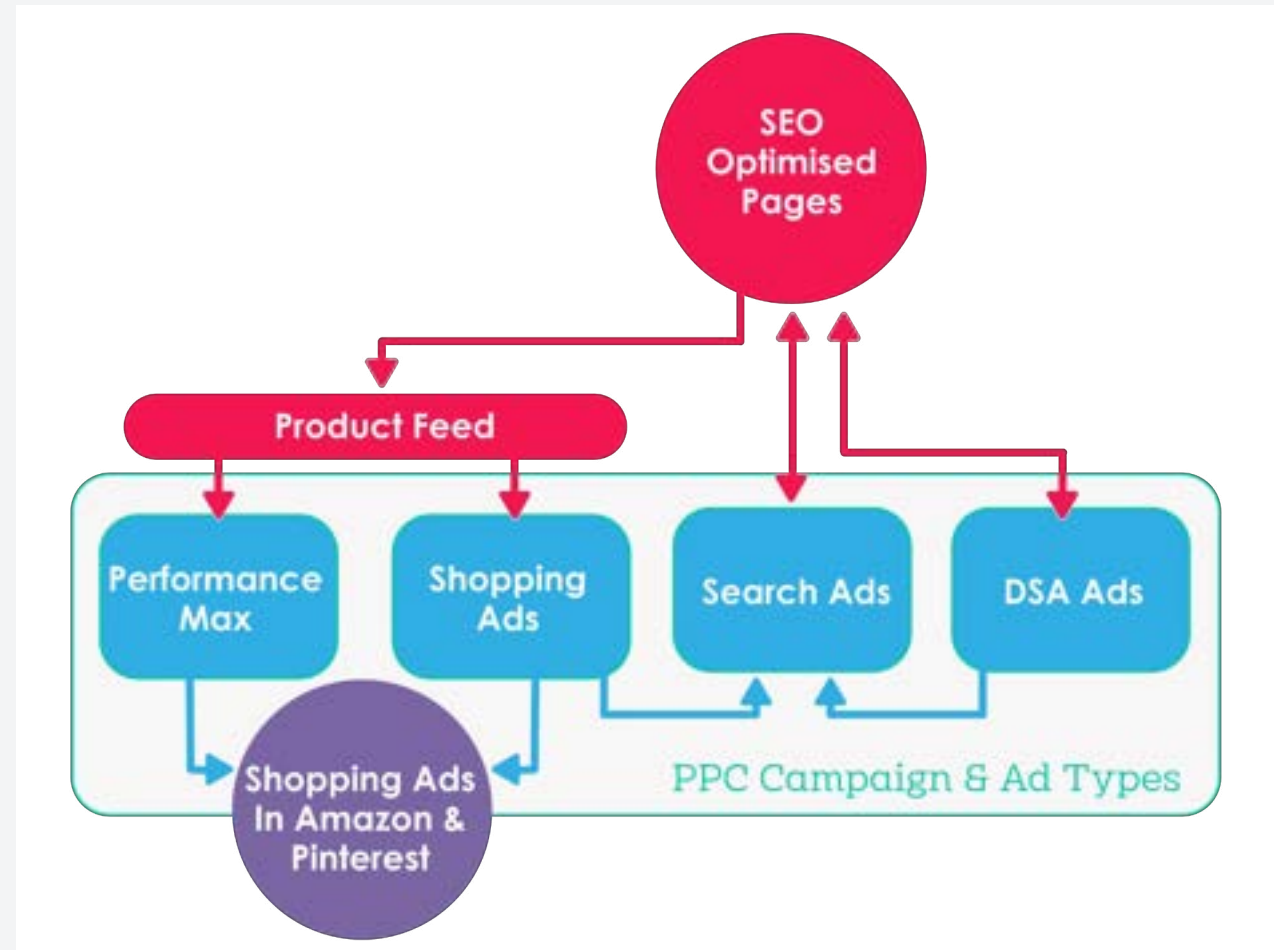 SEO
Optimised
Pages
Product Feed
Performance
Max
Shopping
Ads
Search Ads
DSA Ads
Shopping Ads
In Amazon &
Pinterest
PPC Campaign & Ad Types